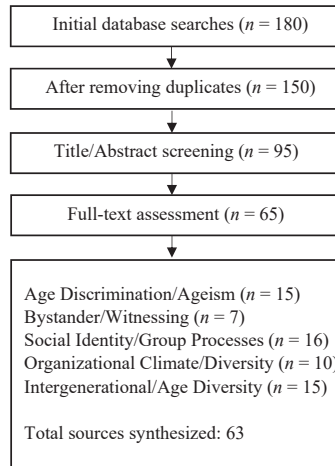 Initial database searches (n = 180)
After removing duplicates (n = 150)
Title/Abstract screening (n = 95)
Full-text assessment (n = 65)
Age Discrimination/Ageism (n = 15)
Bystander/Witnessing (n = 7)
Social Identity/Group Processes (n = 16)
Organizational Climate/Diversity (n = 10)
Intergenerational/Age Diversity (n = 15)
Total sources synthesized: 63